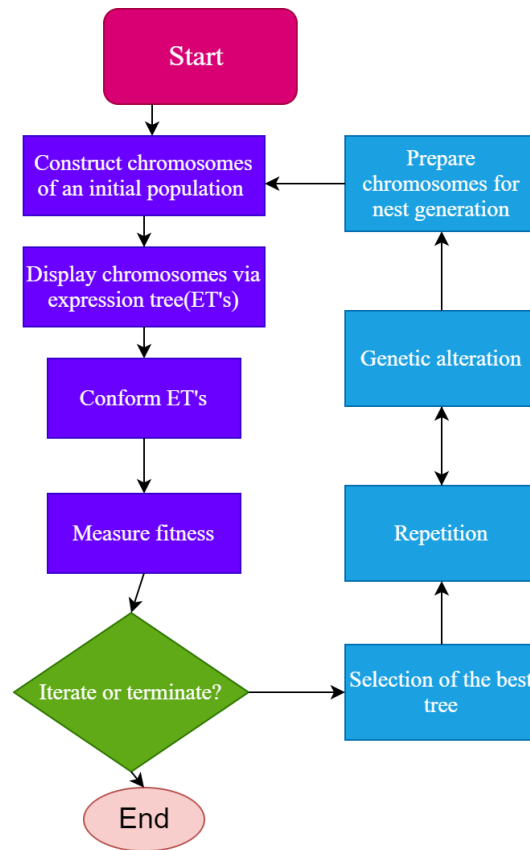 Start
Construct chromosomes
of an initial population
Display chromosomes via
expression tree(ET's)
Conform ET's
Measure fitness
Iterate or terminate?
End
Prepare
chromosomes for
nest generation
Genetic alteration
Repetition
Selection of the best
tree